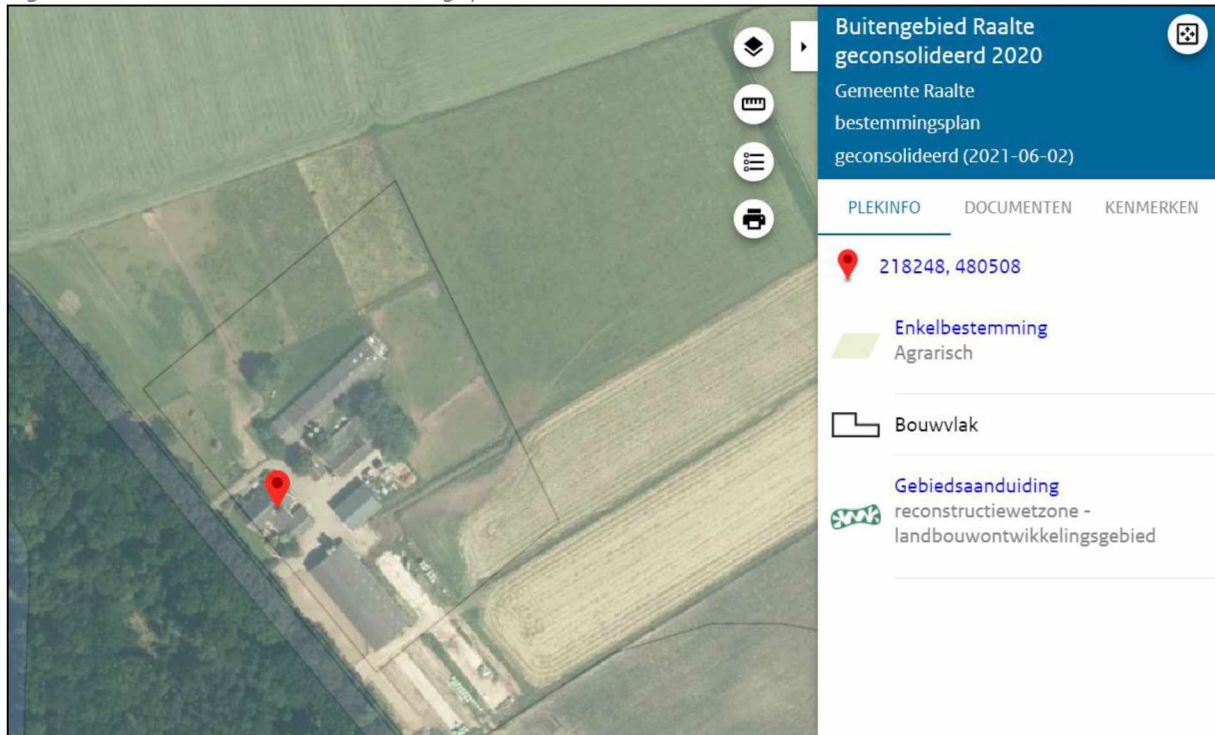 Buitengebied Raalte
geconsolideerd 2020
Gemeente Raalte
bestemmingsplan
geconsolideerd (2021-06-02)
PLEKINFO DOCUMENTEN KENMERKEN
218248, 480508
Enkelbestemming
Agrarisch
Bouwvlak
Gebiedsaanduiding
reconstructiewetzone -
landbouwontwikkelingsgebied